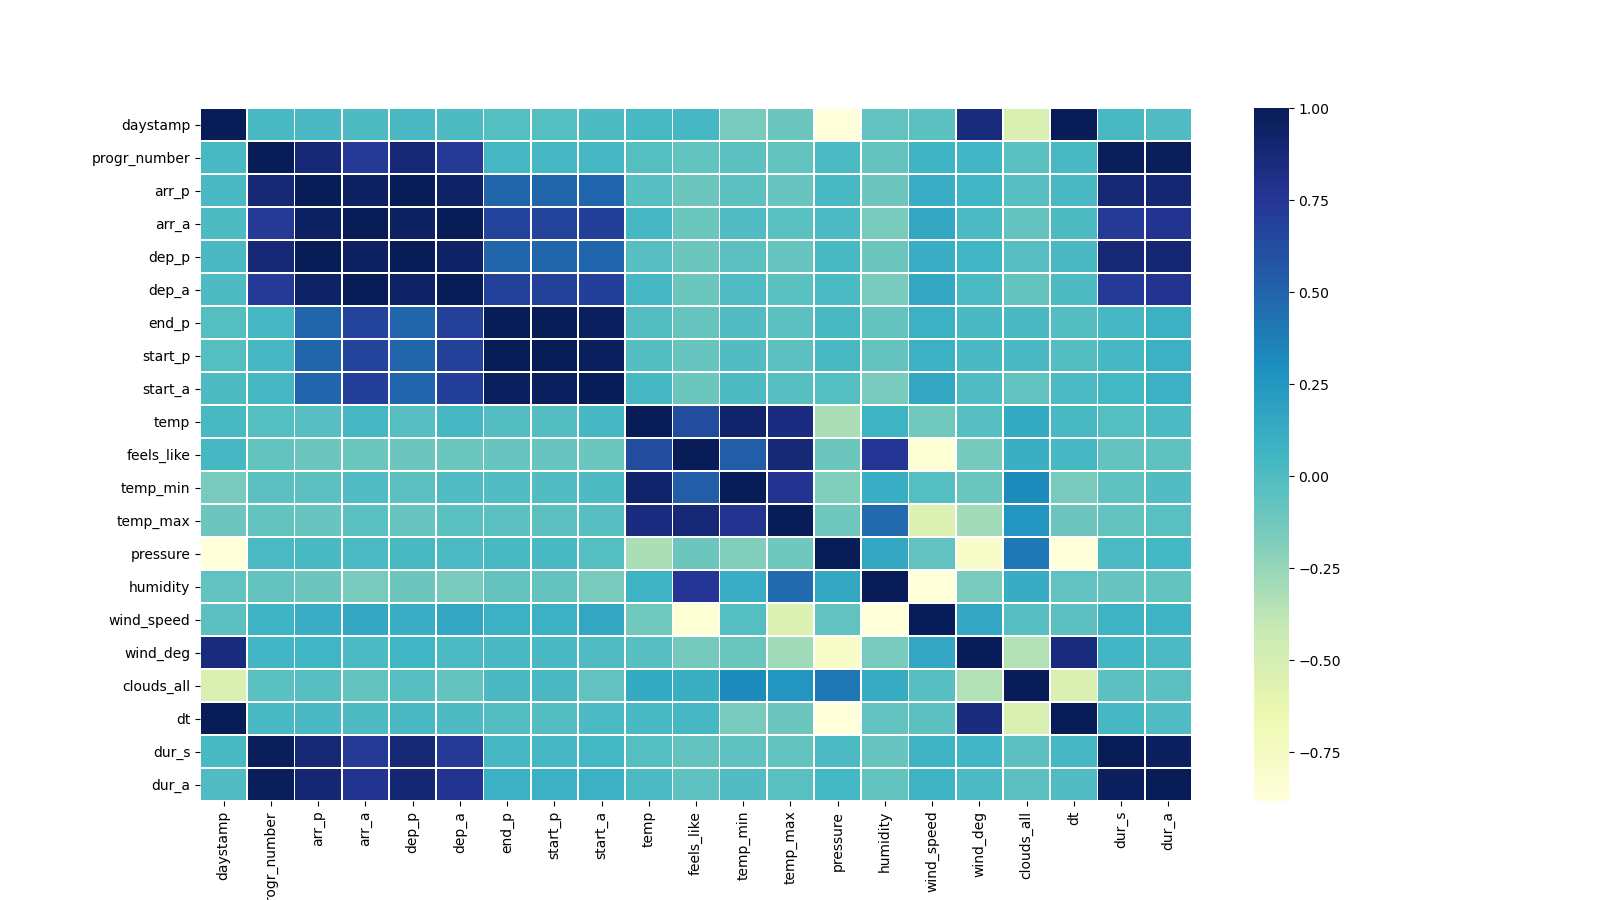 daystamp
progr_number
arr_p
arr_a
dep_p
dep_a
end_p
start_p
start_a
temp
feels_like
temp_min
temp_max
pressure
humidity
wind_speed
wind_deg
clouds_all
dt
dur_s
dur_a
daystamp
rogr_number
arr_p
arr_a
dep_p
dep_a
end_p
start_p
start_a
temp
feels_like
temp_min
temp_max
pressure
humidity
wind_speed
wind_deg
clouds_all
dt
dur_s
dur_a
1.00
0.75
0.50
0.25
0.00
−0.25
−0.50
−0.75